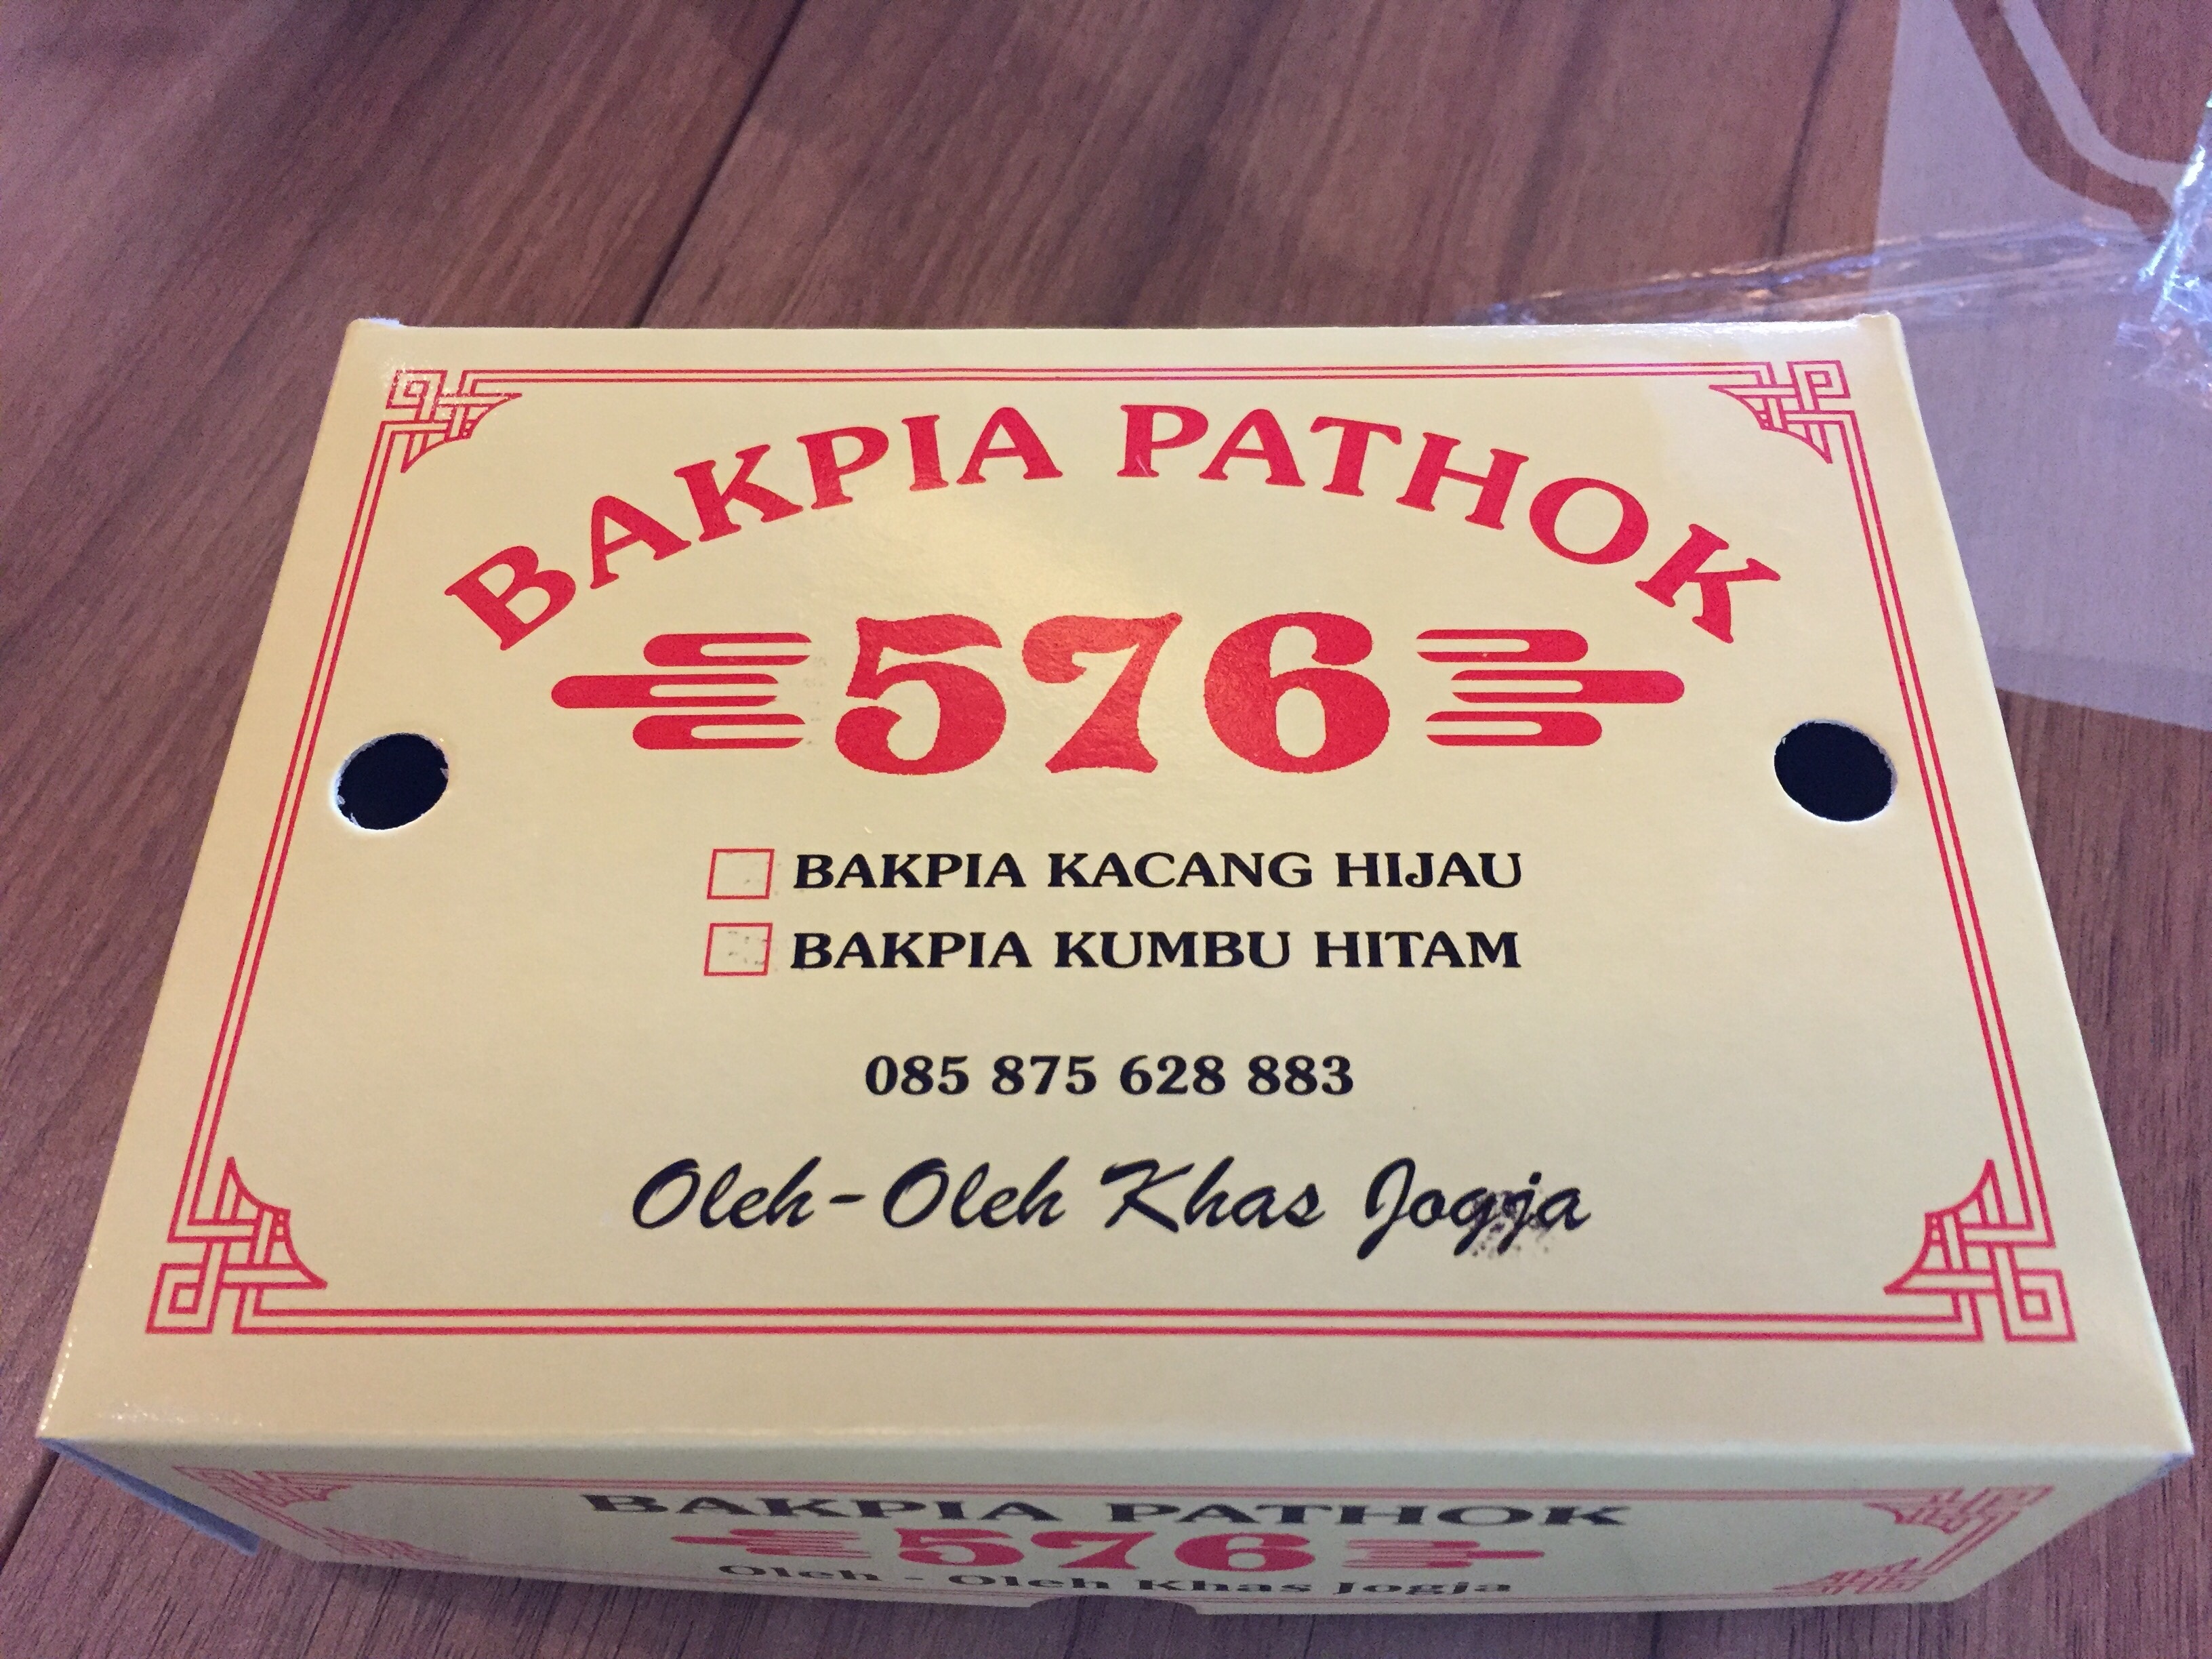 BAKPIA PATHOK
576
BAKPIA KACANG HIJAU
BAKPIA KUMBU HITAM
085 875 628 883
Oleh-Oleh Khas Jogja
BAKPIA PATHOK
576
Oleh - Oleh Khas Jogja